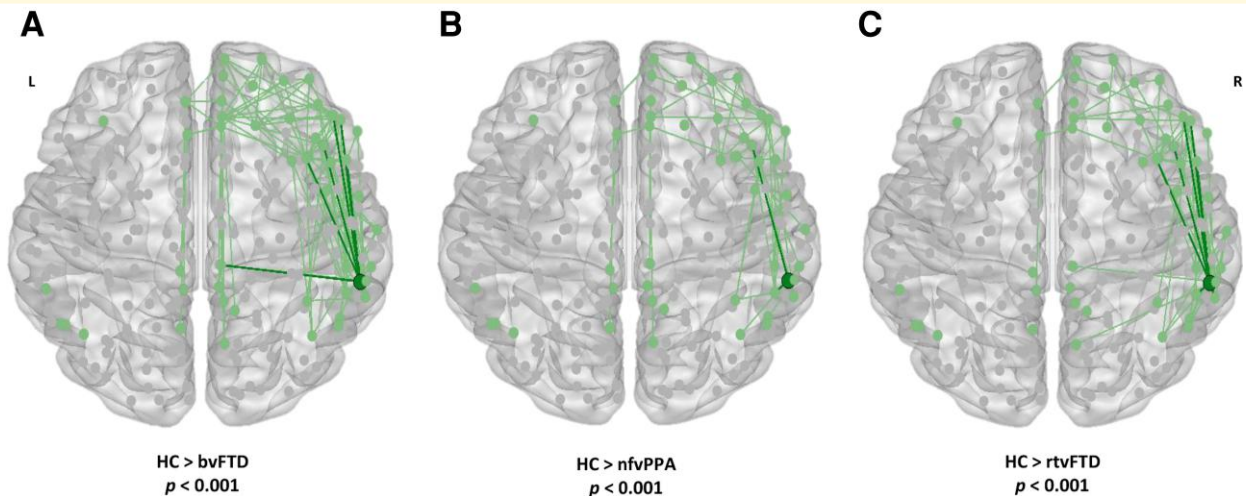 A
B
C
L
R
HC > bvFTD
p < 0.001
HC > nfvPPA
p < 0.001
HC > rtvFTD
p < 0.001